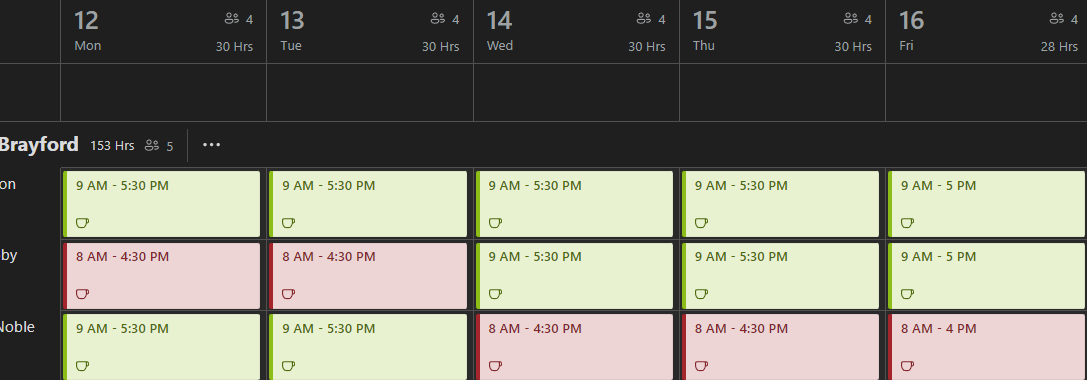 12 4 13 4 14 4 15 4 16 4
Mon 30 Hrs Tue 30 Hrs Wed 30 Hrs Thu 30 Hrs Fri 28 Hrs
Brayford 153 Hrs 5 ...
on 9 AM - 5:30 PM 9 AM - 5:30 PM 9 AM - 5:30 PM 9 AM - 5:30 PM 9 AM - 5 PM
by 8 AM - 4:30 PM 8 AM - 4:30 PM 9 AM - 5:30 PM 9 AM - 5:30 PM 9 AM - 5 PM
Noble 9 AM - 5:30 PM 9 AM - 5:30 PM 8 AM - 4:30 PM 8 AM - 4:30 PM 8 AM - 4 PM